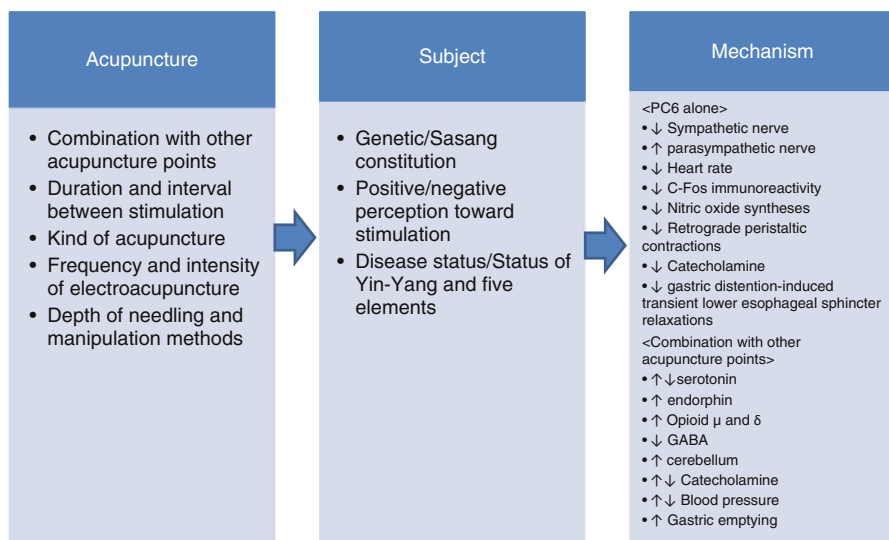 Acupuncture
• Combination with other
acupuncture points
• Duration and interval
between stimulation
• Kind of acupuncture
• Frequency and intensity
of electroacupuncture
• Depth of needling and
manipulation methods
Subject
• Genetic/Sasang
constitution
• Positive/negative
perception toward
stimulation
• Disease status/Status of
Yin-Yang and five
elements
Mechanism
<PC6 alone>
• ↓ Sympathetic nerve
• ↑ parasympathetic nerve
• ↓ Heart rate
• ↓ C-Fos immunoreactivity
• ↓ Nitric oxide syntheses
• ↓ Retrograde peristaltic
contractions
• ↓ Catecholamine
• ↓ gastric distention-induced
transient lower esophageal sphincter
relaxations
<Combination with other
acupuncture points>
• ↑↓serotonin
• ↑ endorphin
• ↑ Opioid μ and δ
• ↓ GABA
• ↑ cerebellum
• ↑↓ Catecholamine
• ↑↓ Blood pressure
• ↑ Gastric emptying